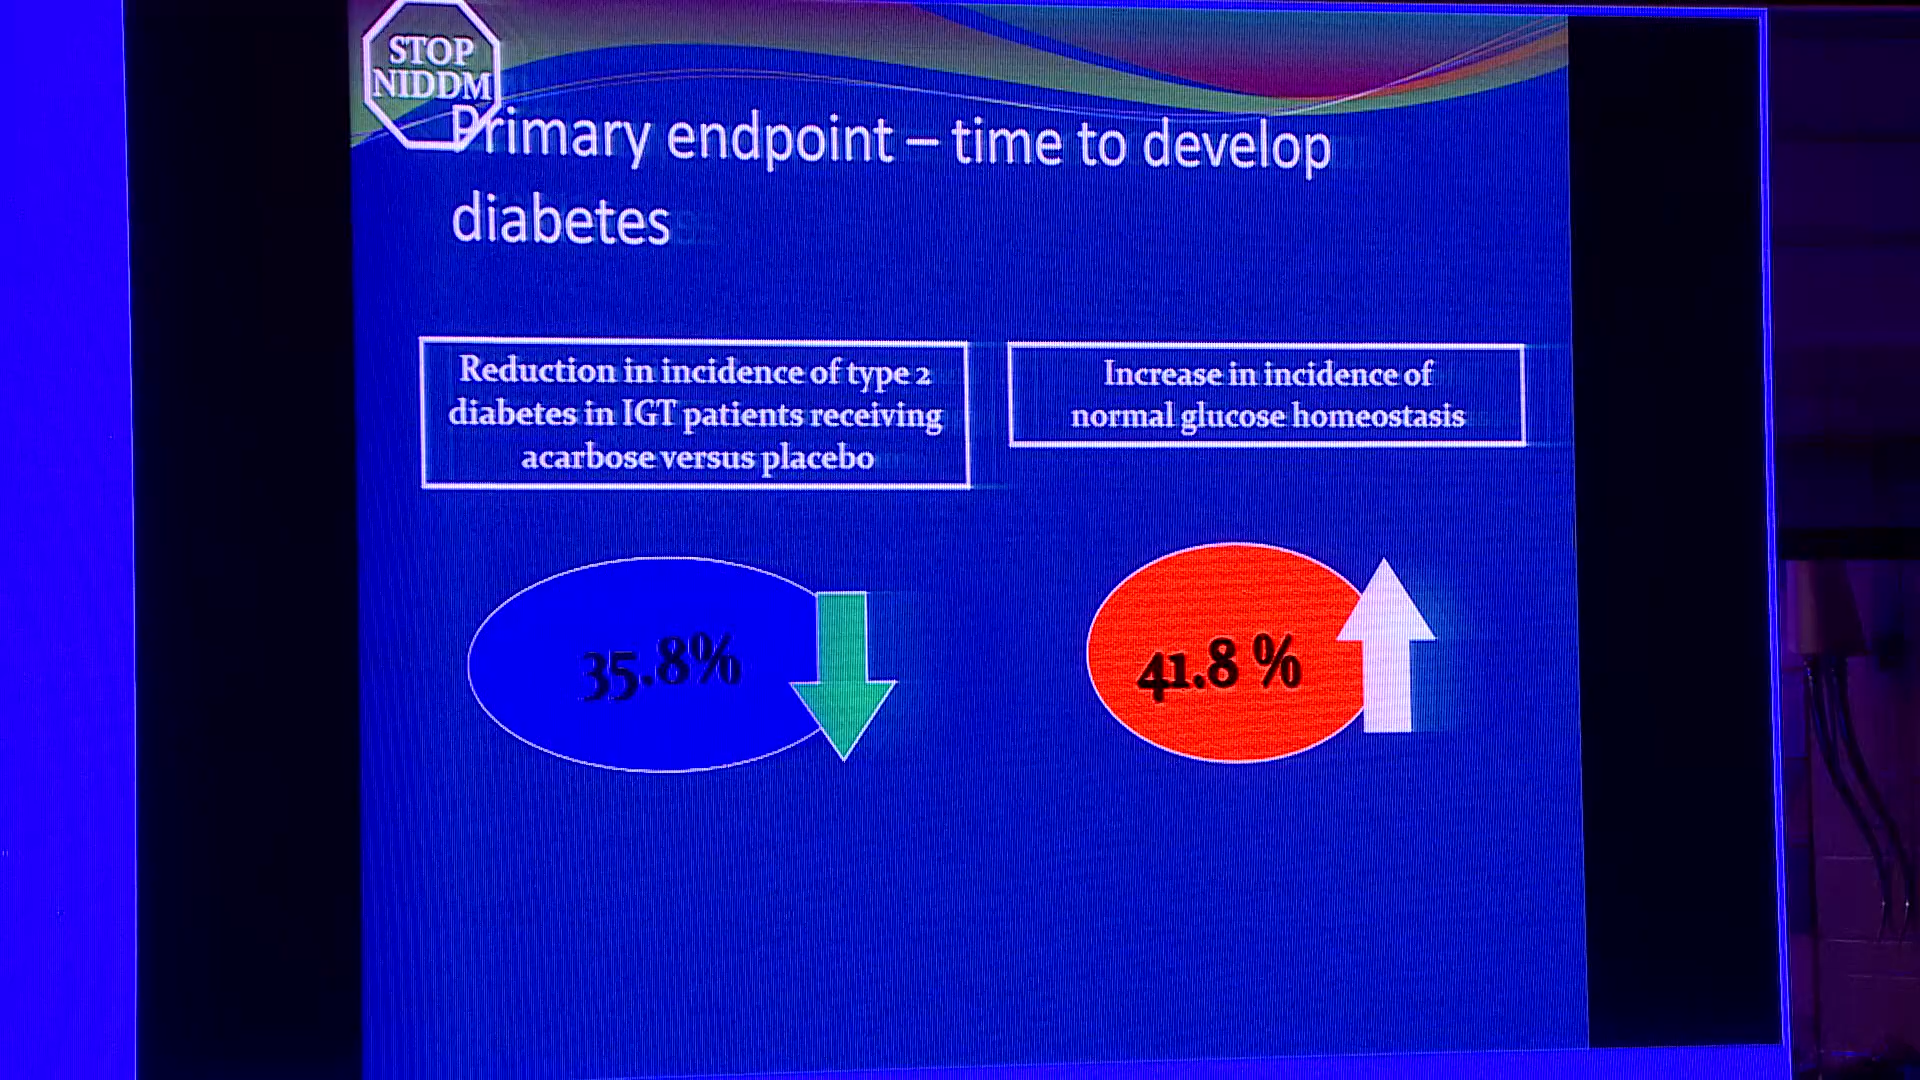 STOP
NIDDM
Primary endpoint – time to develop
diabetes
Reduction in incidence of type 2
diabetes in IGT patients receiving
acarbose versus placebo
Increase in incidence of
normal glucose homeostasis
35.8%
41.8 %